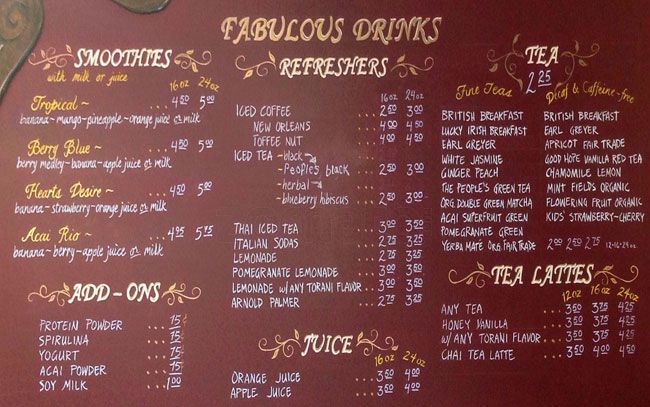 FABULOUS DRINKS
SMOOTHIES
with milk or juice
16 oz 24 oz
Tropical ~ 4 50 5 00
banana~mango~pineapple~orange juice or milk
Berry Blue ~ ... 4 50 5 00
berry medley~banana~apple juice or milk
Hearts Desire ~ ... 4 50 5 00
banana~strawberry~orange juice or milk
Acai Rio ~ ... 5 75
banana~berry~apple juice or milk
ADD-ONS
PROTEIN POWDER ... 75
SPIRULINA ... 75
YOGURT ... 75
ACAI POWDER ... 75
SOY MILK ... 1 00
REFRESHERS
16 oz 24 oz
ICED COFFEE ... 2 50 3 00
NEW ORLEANS ... 4 00 4 50
TOFFEE NUT ... 4 00 4 50
ICED TEA ~black
~People's black ... 2 50 3 00
~herbal
~blueberry hibiscus ... 2 50 3 00
THAI ICED TEA ... 3 00 3 50
ITALIAN SODAS ... 2 75 3 25
LEMONADE ... 2 75 3 25
POMEGRANATE LEMONADE ... 3 00 3 50
LEMONADE w/ANY TORANI FLAVOR ... 3 00 3 50
ARNOLD PALMER ... 2 75 3 25
JUICE
16 oz 24 oz
ORANGE JUICE ...
APPLE JUICE ...
TEA
2 25
Fine Teas
BRITISH BREAKFAST
LUCKY IRISH BREAKFAST
EARL GREYER
WHITE JASMINE
GINGER PEACH
THE PEOPLE'S GREEN TEA
ORG DOUBLE GREEN MATCHA
ACAI SUPERFRUIT GREEN
POMEGRANATE GREEN
YERBA MATE ORG. FAIR TRADE 2 00 2 50 2 75 12-16-24 oz
Decaf & Caffeine-free
BRITISH BREAKFAST
EARL GREYER
APRICOT FAIR TRADE
GOOD HOPE VANILLA RED TEA
CHAMOMILE LEMON
MINT FIELDS ORGANIC
FLOWERING FRUIT ORGANIC
KIDS STRAWBERRY~CHERRY
TEA LATTES
12 oz 16 oz 24 oz
ANY TEA ... 3 50 3 75 4 25
HONEY VANILLA ... 3 50 3 75 4 25
w/ ANY TORANI FLAVOR ... 3 50 3 75 4 25
CHAI TEA LATTE ... 3 50 4 00 4 50